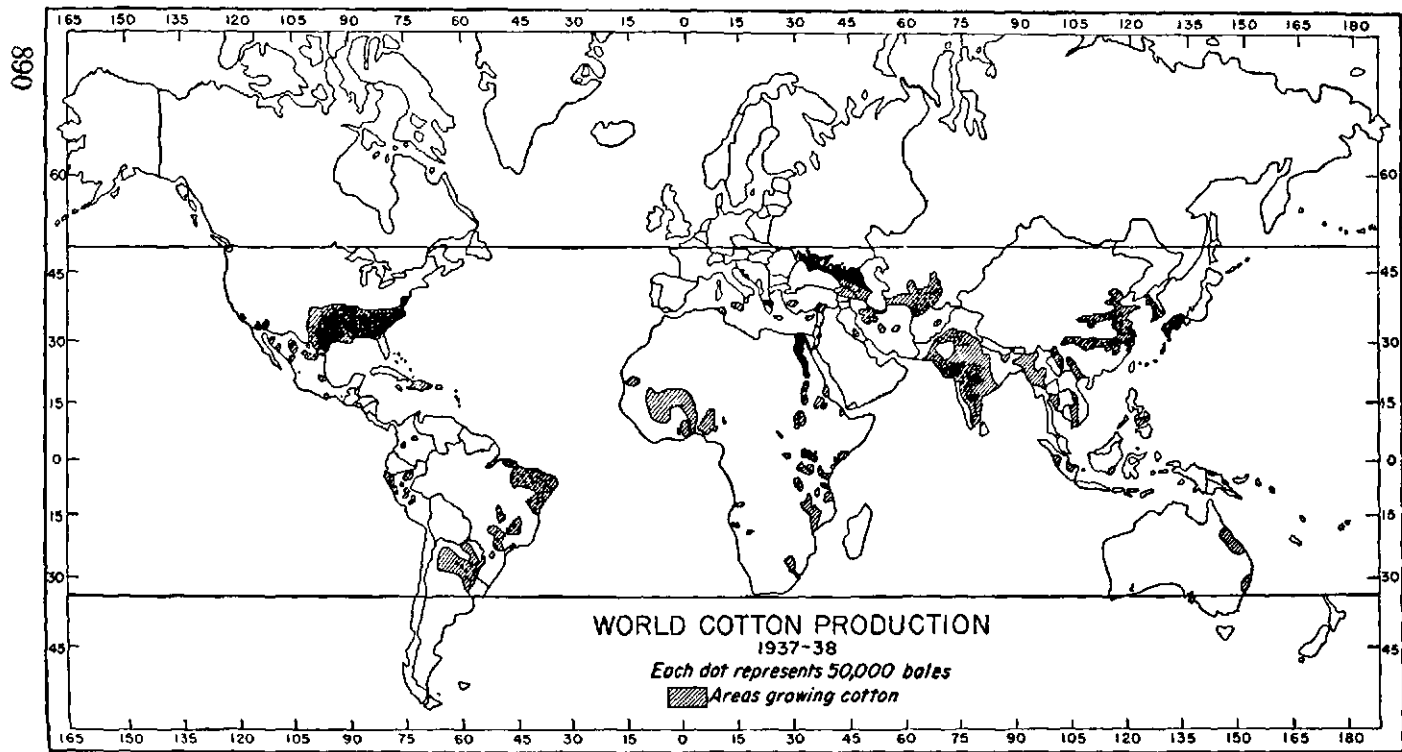 890
165 150 135 120 105 90 75 60 45 30 15 0 15 30 45 60 75 90 105 120 135 150 165 180
60 60
45 45
30 30
15 15
0 0
15 15
30 30
WORLD COTTON PRODUCTION
1937-38
45 45
Each dot represents 50,000 bales
Areas growing cotton
165 150 135 120 105 90 75 60 45 30 15 0 15 30 45 60 75 90 105 120 135 150 165 180